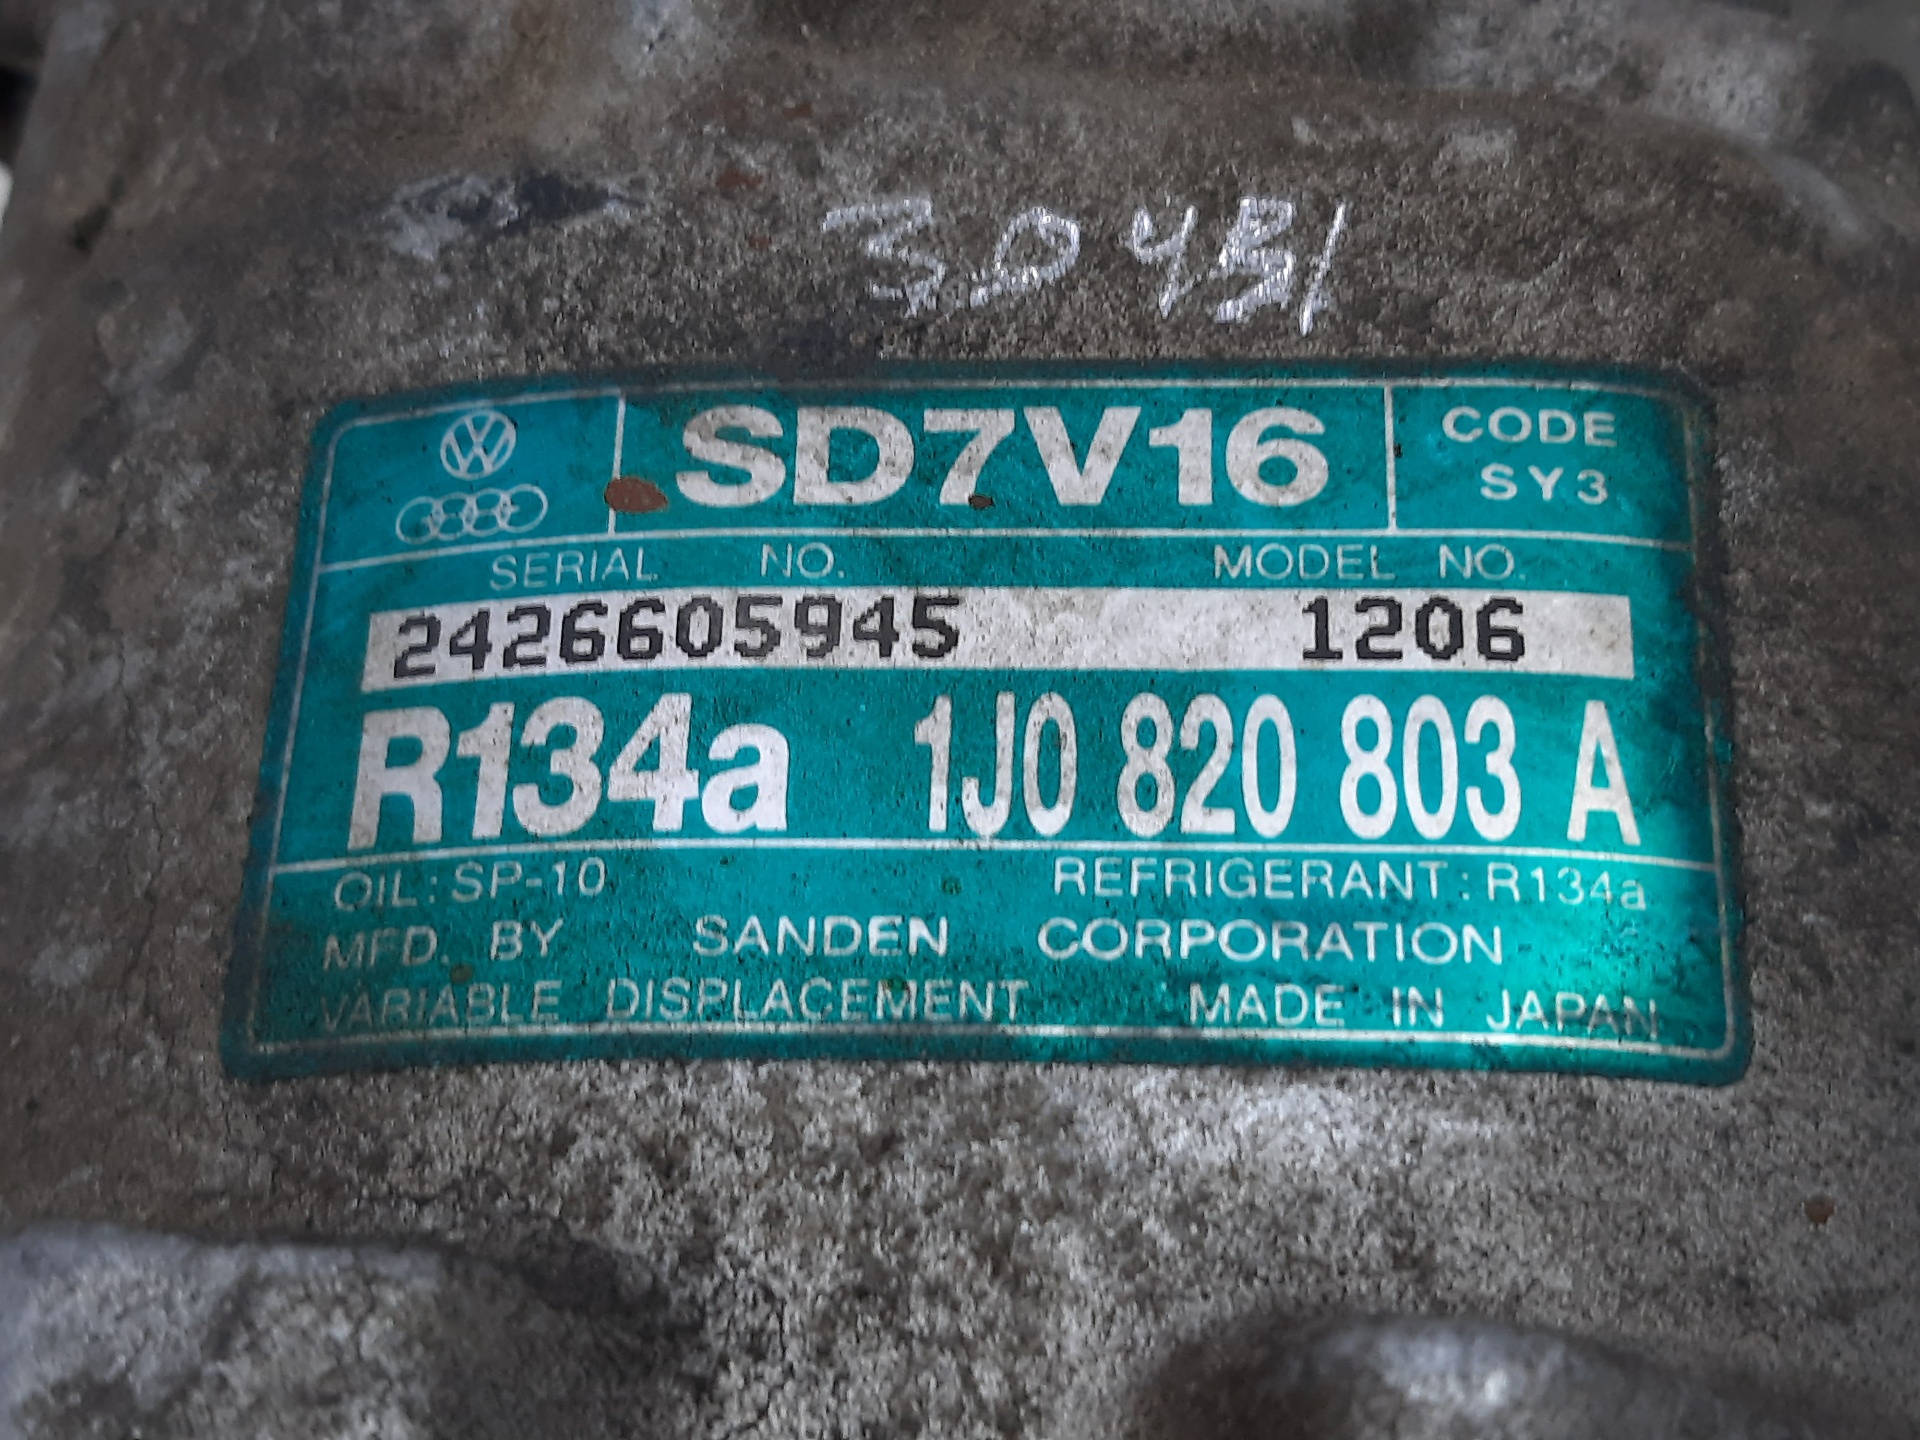 3D4B1
SD7V16
CODE
SY3
SERIAL NO. MODEL NO.
2426605945 1206
R134a 1J0 820 803 A
OIL: SP-10 REFRIGERANT: R134a
MFD. BY SANDEN CORPORATION
VARIABLE DISPLACEMENT MADE IN JAPAN